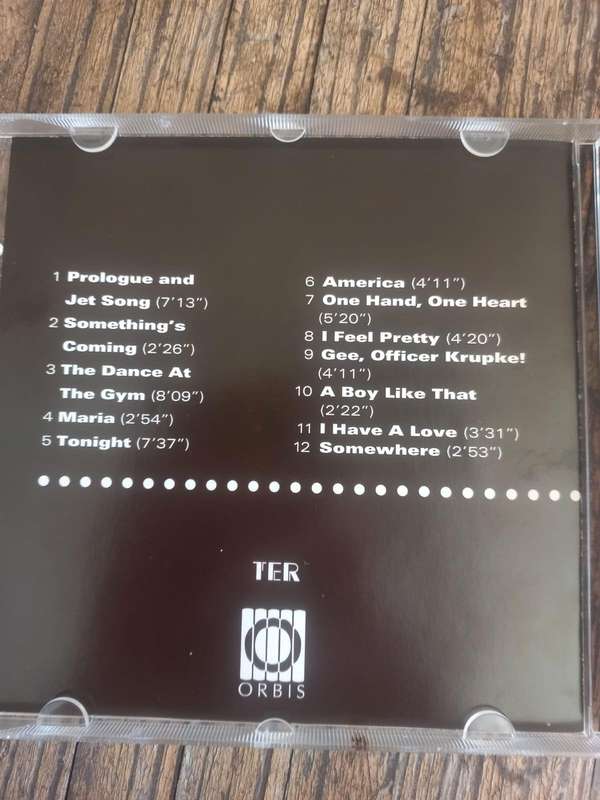 1 Prologue and
Jet Song (7'13")
2 Something's
Coming (2'26")
3 The Dance At
The Gym (8'09")
4 Maria (2'54")
5 Tonight (7'37")
6 America (4'11")
7 One Hand, One Heart
(5'20")
8 I Feel Pretty (4'20")
9 Gee, Officer Krupke!
(4'11")
10 A Boy Like That
(2'22")
11 I Have A Love (3'31")
12 Somewhere (2'53")
TER
ORBIS